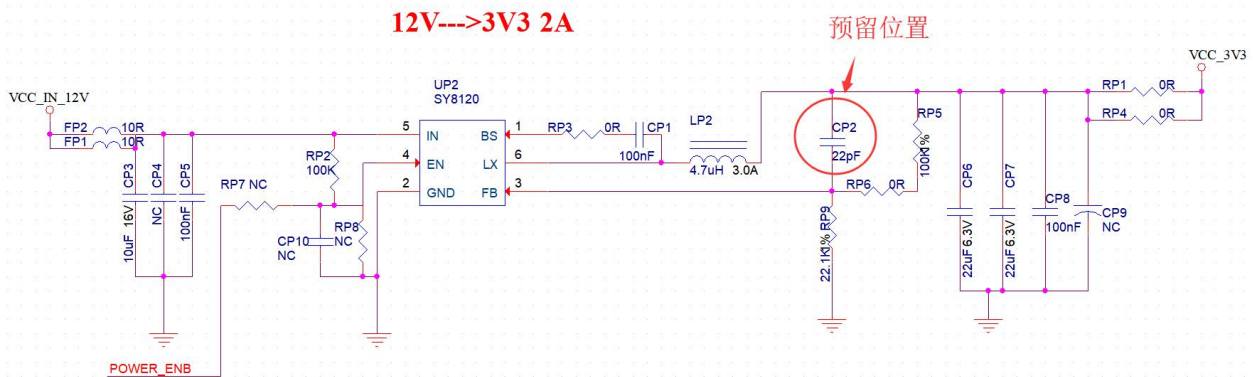 12V--->3V3 2A
预留位置
VCC_3V3
VCC_IN_12V
UP2
SY8120
FP2 10R
FP1 10R
RP1 0R
RP4 0R
5 IN
BS 1
4 EN
LX 6
2 GND
FB 3
RP3 0R
CP1
100nF
LP2
4.7uH 3.0A
CP2
22pF
RP5
100K1%
RP6 0R
RP9
22.1K1%
RP2
100K
RP7 NC
RP8
NC
CP10
NC
CP3
10uF 16V
CP4
NC
CP5
100nF
CP6
22uF 6.3V
CP7
22uF 6.3V
CP8
100nF
CP9
NC
POWER_ENB